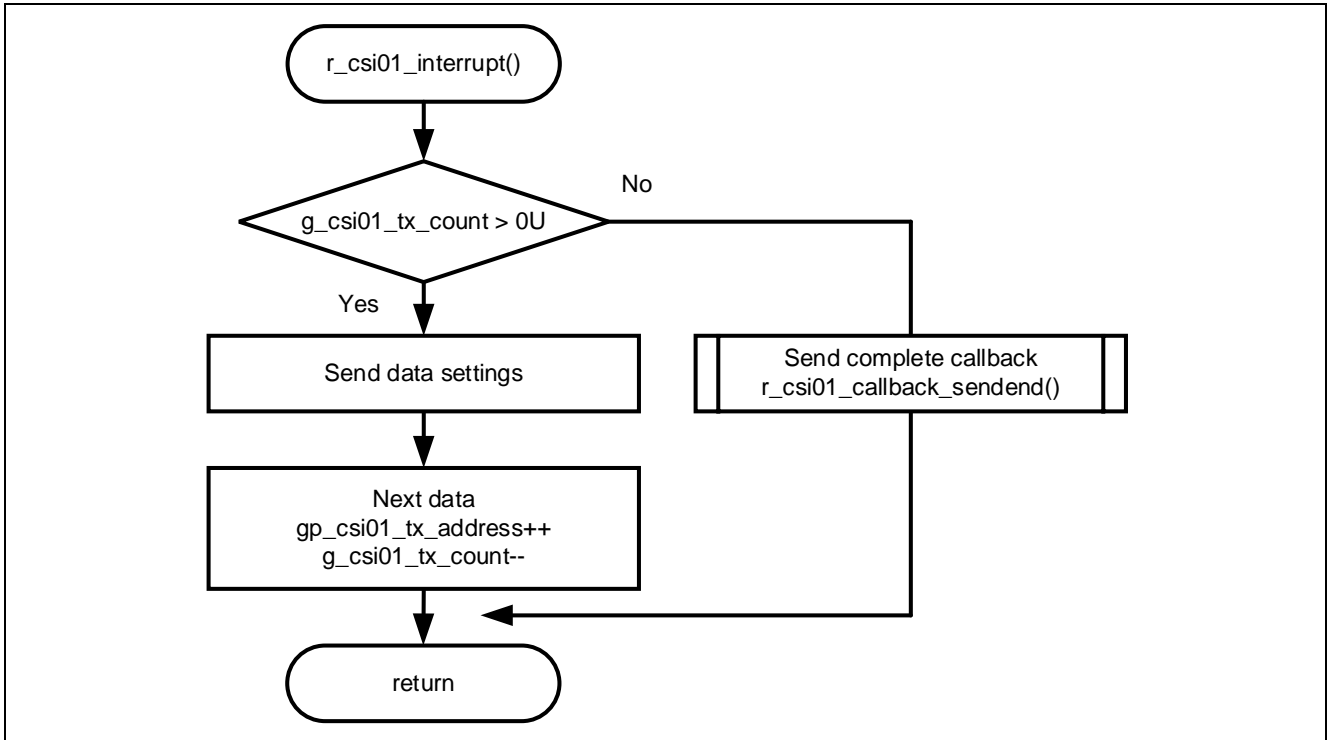 r_csi01_interrupt()
No
g_csi01_tx_count > 0U
Yes
Send data settings
Send complete callback
r_csi01_callback_sendend()
Next data
gp_csi01_tx_address++
g_csi01_tx_count--
return